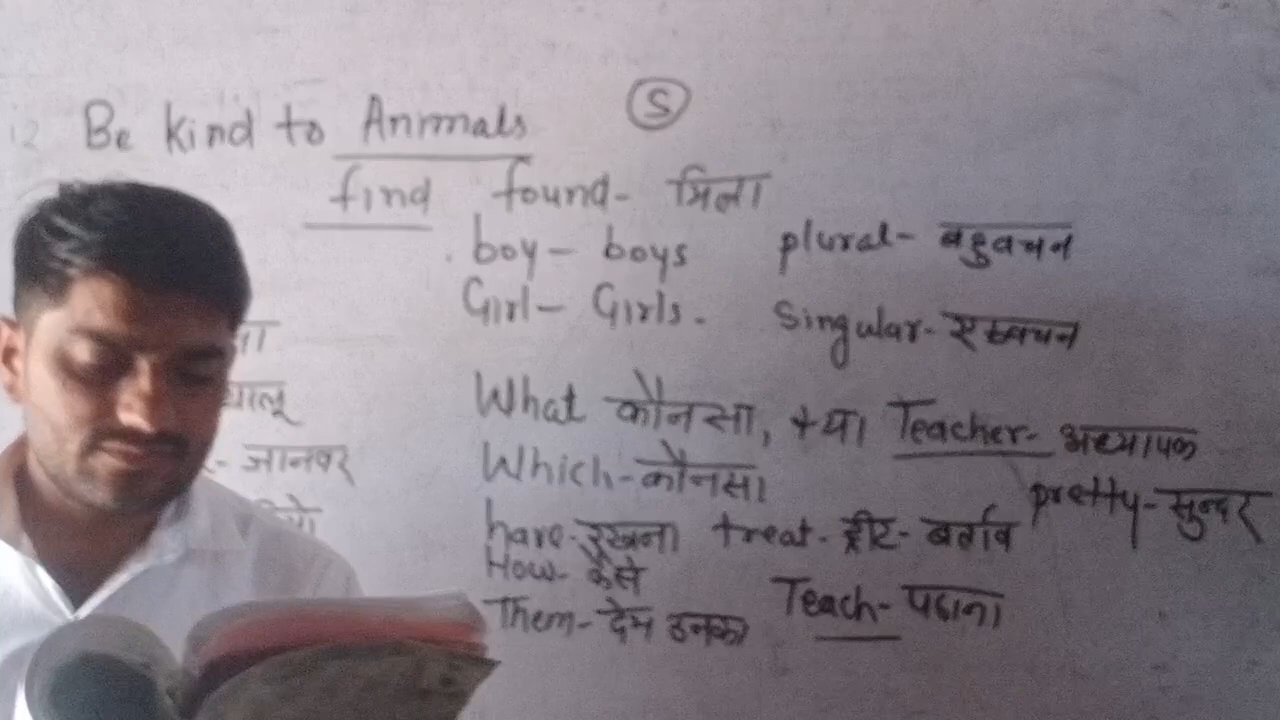 12 Be kind to Animals S
find found- मिला
boy- boys plural- बहुवचन
Girl- Girls. Singular- एकवचन
What कौनसा, क्या Teacher- अध्यापक
जानवर Which- कौनसा pretty- सुन्दर
have- रखना treat- ट्रीट- बर्ताव
How- कैसे
Them- देम उनका Teach- पढाना